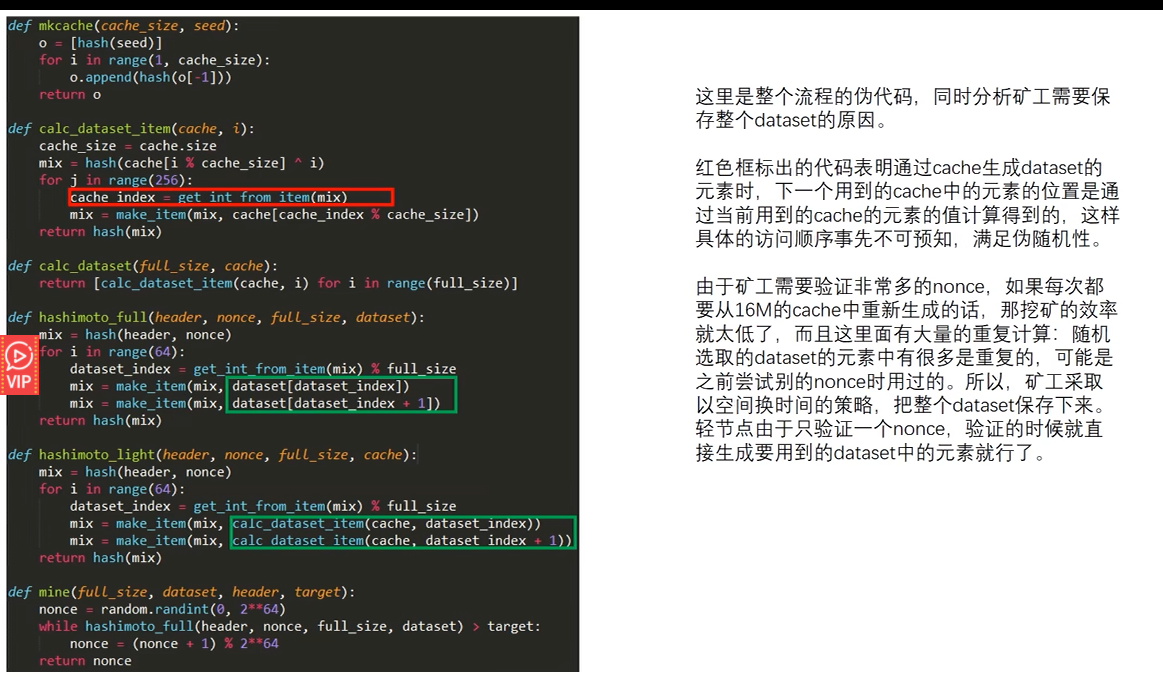 def mkcache(cache_size, seed):
    o = [hash(seed)]
    for i in range(1, cache_size):
        o.append(hash(o[-1]))
    return o
def calc_dataset_item(cache, i):
    cache_size = cache.size
    mix = hash(cache[i % cache_size] ^ i)
    for j in range(256):
        cache_index = get_int_from_item(mix)
        mix = make_item(mix, cache[cache_index % cache_size])
    return hash(mix)
def calc_dataset(full_size, cache):
    return [calc_dataset_item(cache, i) for i in range(full_size)]
def hashimoto_full(header, nonce, full_size, dataset):
    mix = hash(header, nonce)
    for i in range(64):
        dataset_index = get_int_from_item(mix) % full_size
        mix = make_item(mix, dataset[dataset_index])
        mix = make_item(mix, dataset[dataset_index + 1])
    return hash(mix)
def hashimoto_light(header, nonce, full_size, cache):
    mix = hash(header, nonce)
    for i in range(64):
        dataset_index = get_int_from_item(mix) % full_size
        mix = make_item(mix, calc_dataset_item(cache, dataset_index))
        mix = make_item(mix, calc_dataset_item(cache, dataset_index + 1))
    return hash(mix)
def mine(full_size, dataset, header, target):
    nonce = random.randint(0, 2**64)
    while hashimoto_full(header, nonce, full_size, dataset) > target:
        nonce = (nonce + 1) % 2**64
    return nonce
VIP
这里是整个流程的伪代码，同时分析矿工需要保
存整个dataset的原因。
红色框标出的代码表明通过cache生成dataset的
元素时，下一个用到的cache中的元素的位置是通
过当前用到的cache的元素的值计算得到的，这样
具体的访问顺序事先不可预知，满足伪随机性。
由于矿工需要验证非常多的nonce，如果每次都
要从16M的cache中重新生成的话，那挖矿的效率
就太低了，而且这里面有大量的重复计算：随机
选取的dataset的元素中有很多是重复的，可能是
之前尝试别的nonce时用过的。所以，矿工采取
以空间换时间的策略，把整个dataset保存下来。
轻节点由于只验证一个nonce，验证的时候就直
接生成要用到的dataset中的元素就行了。